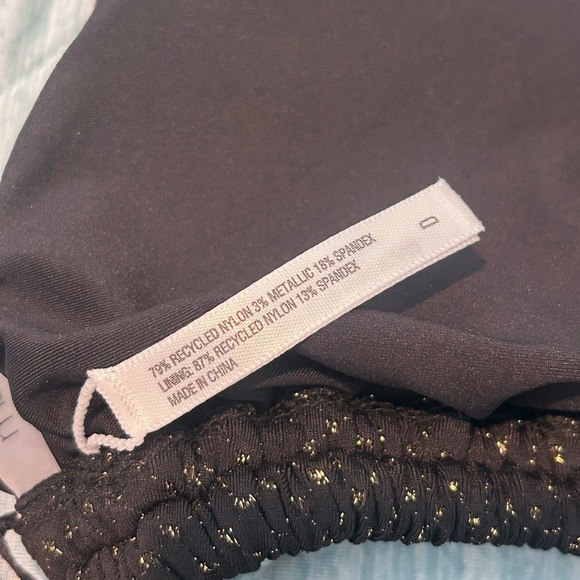 79% RECYCLED NYLON 3% METALLIC 18% SPANDEX
LINING: 87% RECYCLED NYLON 13% SPANDEX
MADE IN CHINA
D